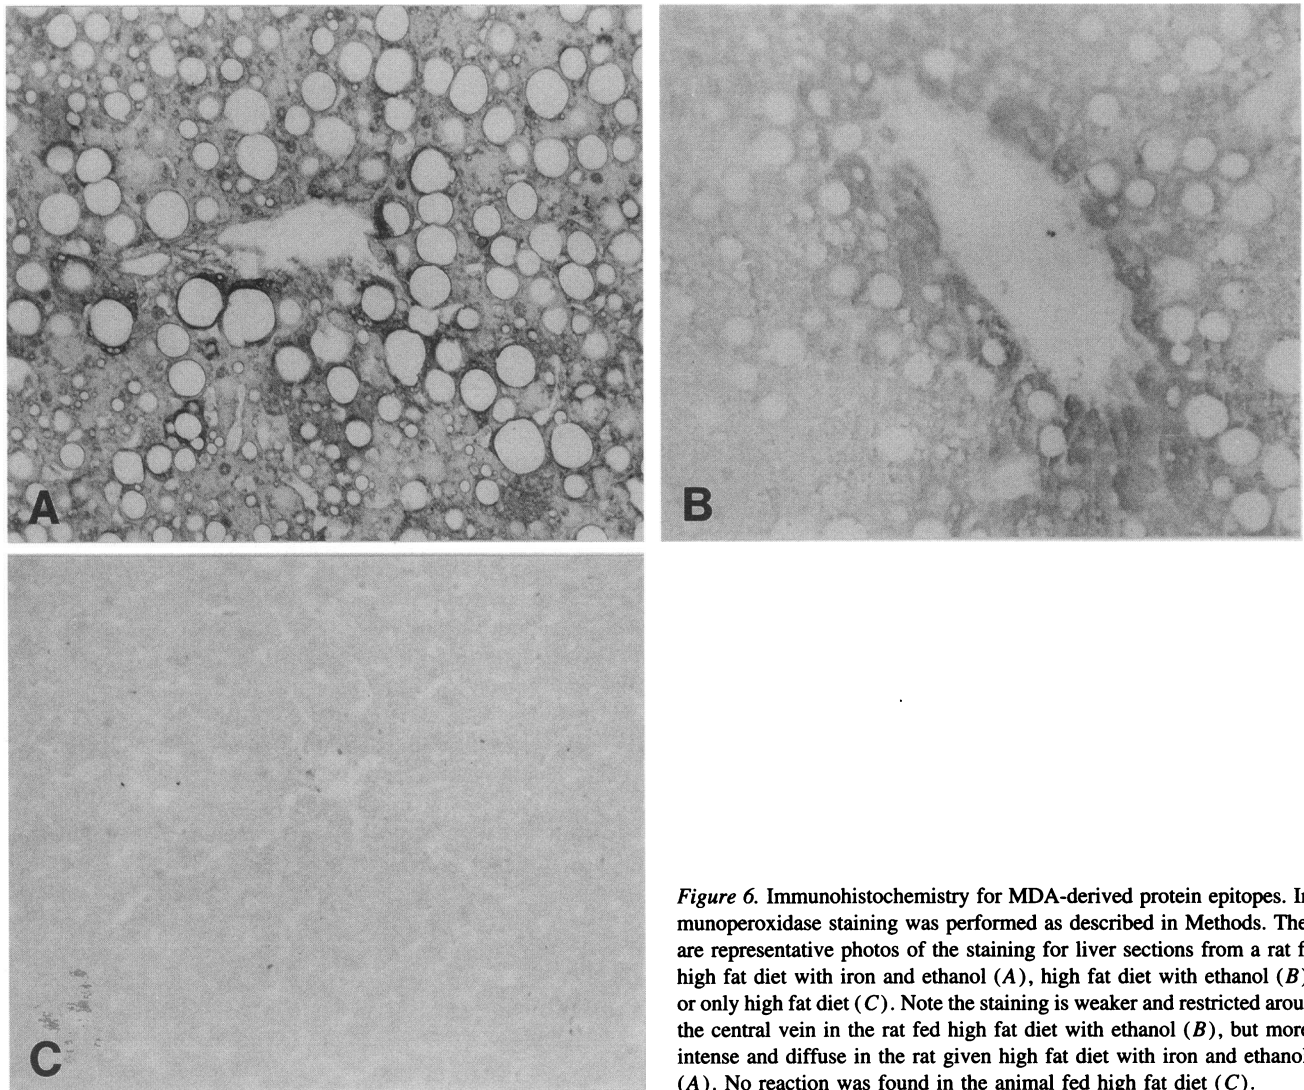 A
B
C
Figure 6. Immunohistochemistry for MDA-derived protein epitopes. Im
munoperoxidase staining was performed as described in Methods. The
are representative photos of the staining for liver sections from a rat f
high fat diet with iron and ethanol (A), high fat diet with ethanol (B)
or only high fat diet (C). Note the staining is weaker and restricted arou
the central vein in the rat fed high fat diet with ethanol (B), but more
intense and diffuse in the rat given high fat diet with iron and ethanol
(A). No reaction was found in the animal fed high fat diet (C).